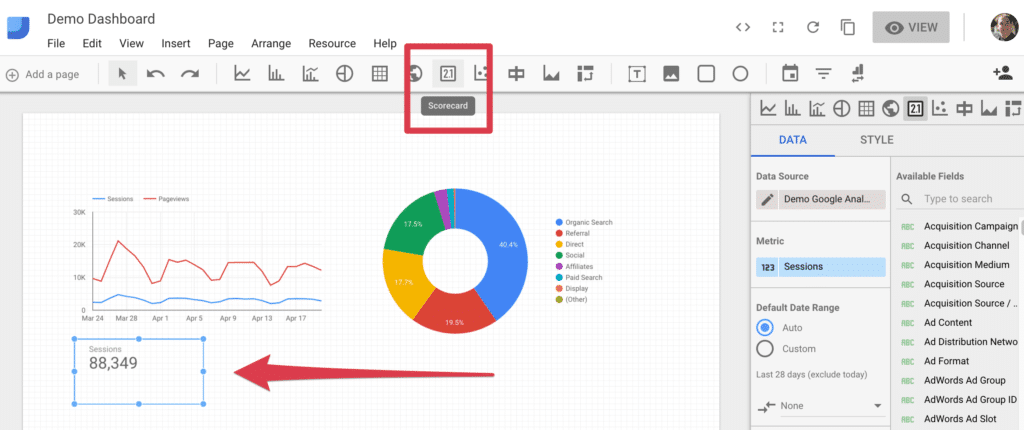 Demo Dashboard
File Edit View Insert Page Arrange Resource Help
VIEW
Add a page
2.1
T
Scorecard
2.1
DATA STYLE
Data Source
Demo Google Anal...
Metric
123 Sessions
Default Date Range
Auto
Custom
Last 28 days (exclude today)
None
Available Fields
Type to search
ABC Acquisition Campaign
ABC Acquisition Channel
ABC Acquisition Medium
ABC Acquisition Source
ABC Acquisition Source / ..
ABC Ad Content
ABC Ad Distribution Netwo
ABC Ad Format
ABC AdWords Ad Group
ABC AdWords Ad Group ID
ABC AdWords Ad Slot
Sessions Pageviews
30K
20K
10K
0
Mar 24 Mar 28 Apr 1 Apr 5 Apr 9 Apr 13 Apr 17
17.5%
40.4%
17.7%
19.5%
Organic Search
Referral
Direct
Social
Affiliates
Paid Search
Display
(Other)
Sessions
88,349